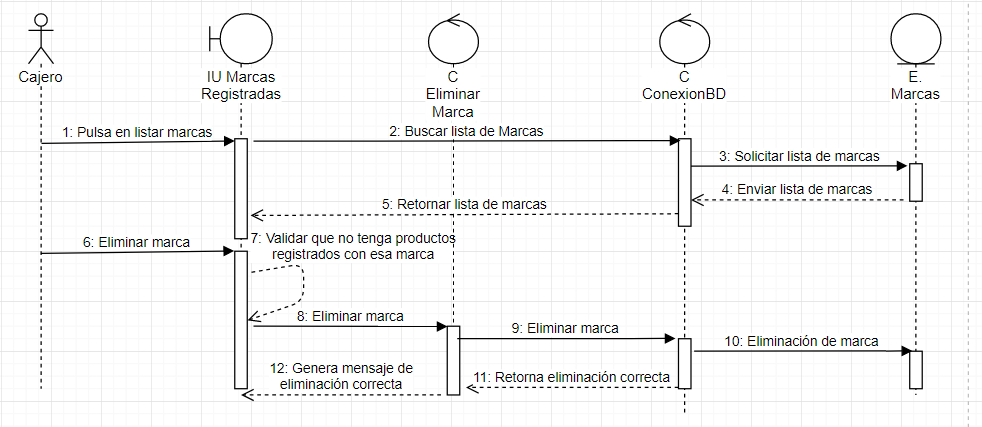 Cajero
IU Marcas
Registradas
C
Eliminar
Marca
C
ConexionBD
E.
Marcas
1: Pulsa en listar marcas
2: Buscar lista de Marcas
3: Solicitar lista de marcas
4: Enviar lista de marcas
5: Retornar lista de marcas
6: Eliminar marca
7: Validar que no tenga productos
registrados con esa marca
8: Eliminar marca
9: Eliminar marca
10: Eliminación de marca
11: Retorna eliminación correcta
12: Genera mensaje de
eliminación correcta